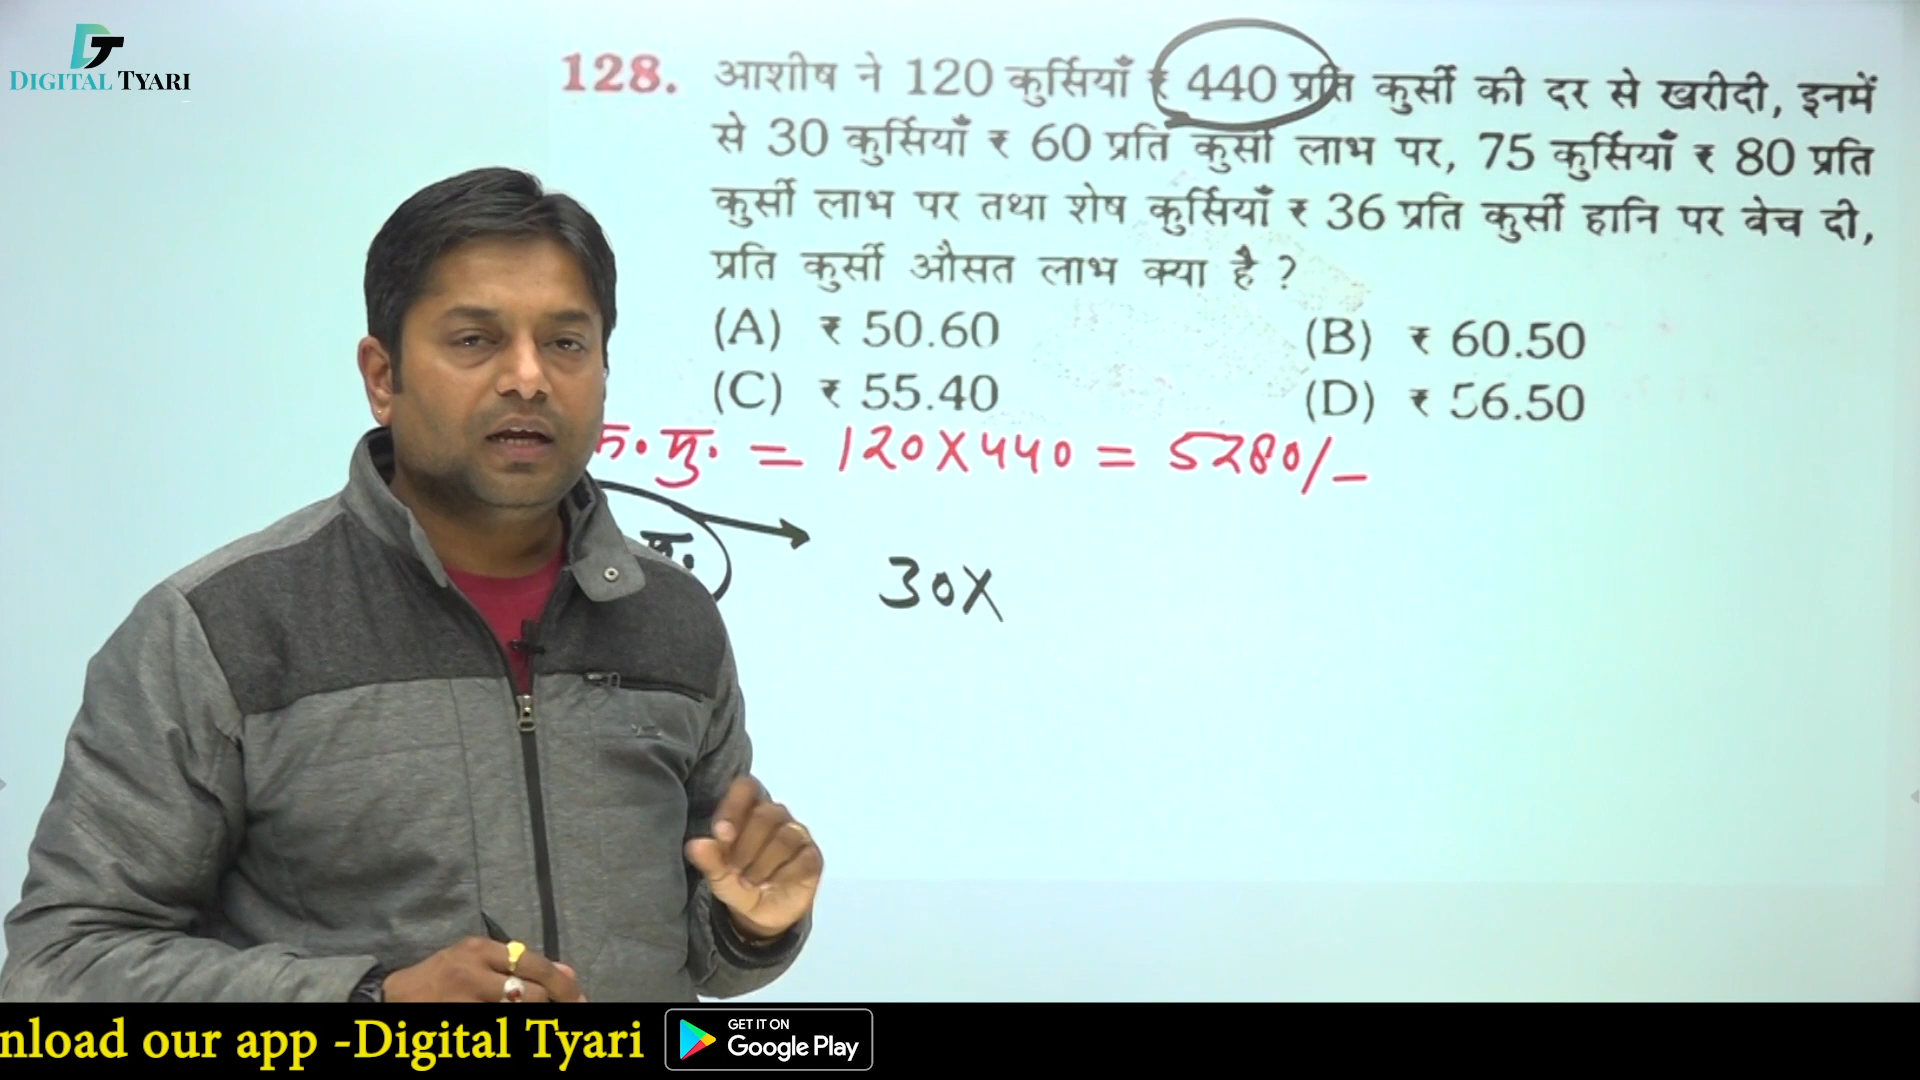 DT
DIGITAL TYARI
128. आशीष ने 120 कुर्सियाँ ₹ 440 प्रति कुर्सी की दर से खरीदी, इनमें
से 30 कुर्सियाँ ₹ 60 प्रति कुर्सी लाभ पर, 75 कुर्सियाँ ₹ 80 प्रति
कुर्सी लाभ पर तथा शेष कुर्सियाँ ₹ 36 प्रति कुर्सी हानि पर बेच दी,
प्रति कुर्सी औसत लाभ क्या है ?
(A) ₹ 50.60 (B) ₹ 60.50
(C) ₹ 55.40 (D) ₹ 56.50
क्र. मु. = 120X440 = 5280/-
30X
nload our app -Digital Tyari
GET IT ON
Google Play